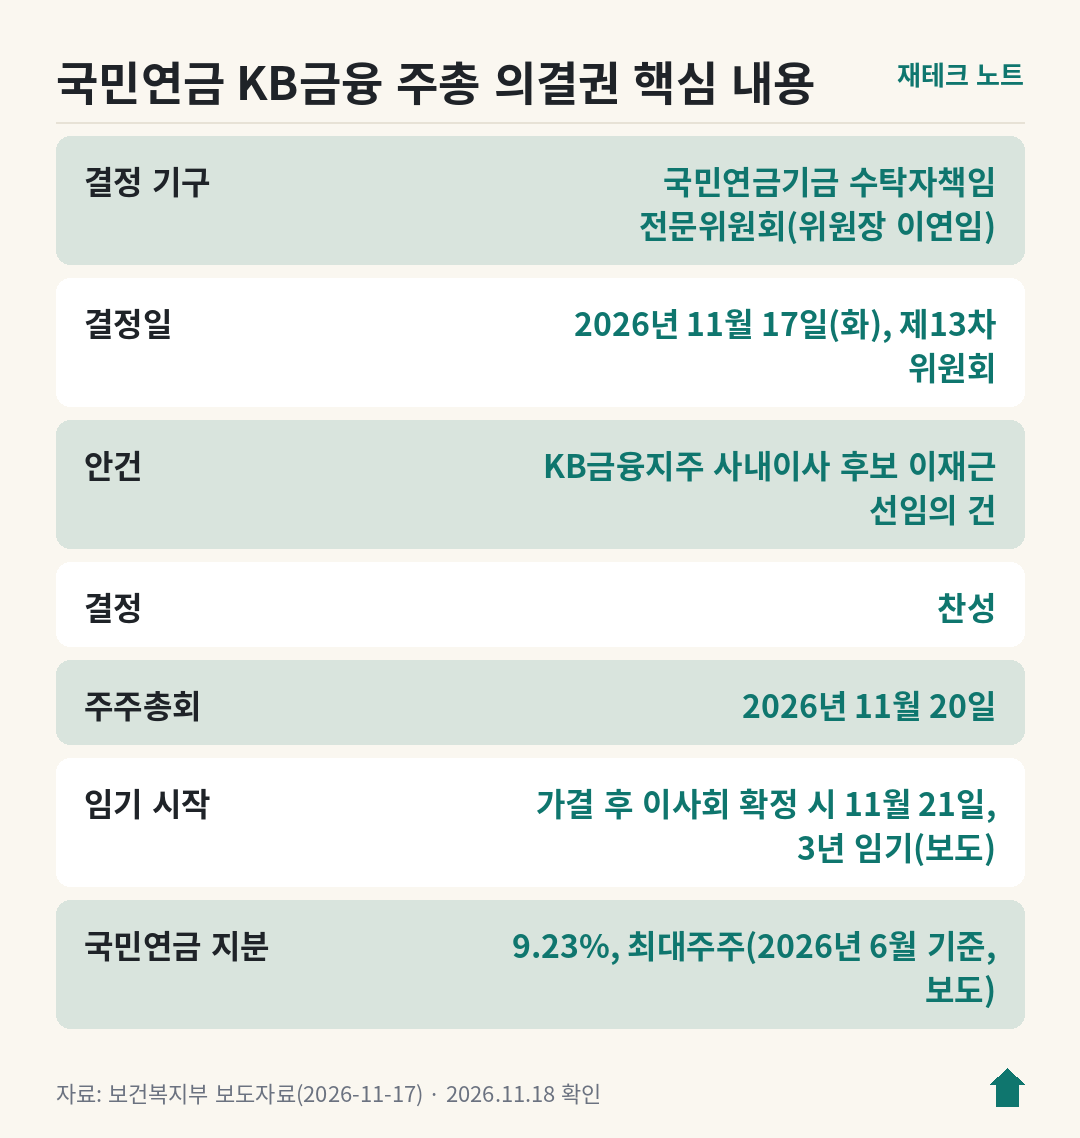 국민연금 KB금융 주총 의결권 핵심 내용
재테크 노트
결정 기구
국민연금기금 수탁자책임
전문위원회(위원장 이연임)
결정일
2026년 11월 17일(화), 제13차
위원회
안건
KB금융지주 사내이사 후보 이재근
선임의 건
결정
찬성
주주총회
2026년 11월 20일
임기 시작
가결 후 이사회 확정 시 11월 21일,
3년 임기(보도)
국민연금 지분
9.23%, 최대주주(2026년 6월 기준,
보도)
자료: 보건복지부 보도자료(2026-11-17) · 2026.11.18 확인